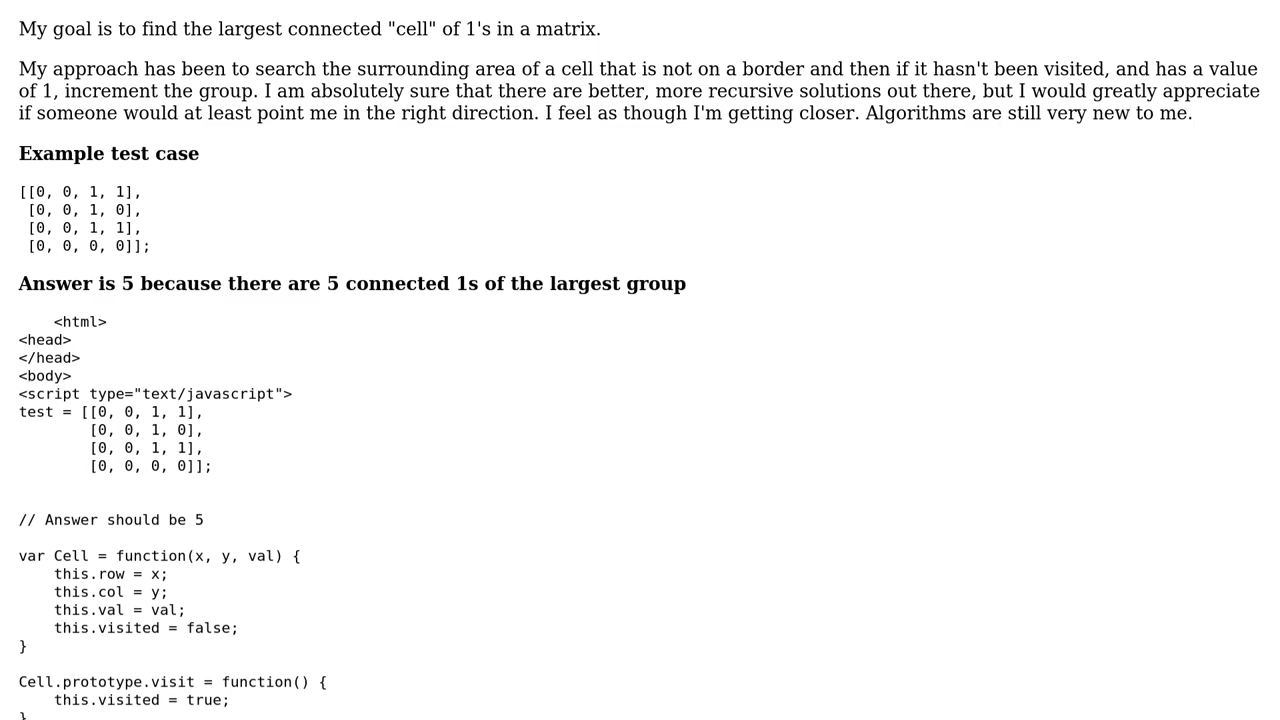 My goal is to find the largest connected "cell" of 1's in a matrix.
My approach has been to search the surrounding area of a cell that is not on a border and then if it hasn't been visited, and has a value
of 1, increment the group. I am absolutely sure that there are better, more recursive solutions out there, but I would greatly appreciate
if someone would at least point me in the right direction. I feel as though I'm getting closer. Algorithms are still very new to me.
Example test case
[[0, 0, 1, 1],
 [0, 0, 1, 0],
 [0, 0, 1, 1],
 [0, 0, 0, 0]];
Answer is 5 because there are 5 connected 1s of the largest group
    <html>
<head>
</head>
<body>
<script type="text/javascript">
test = [[0, 0, 1, 1],
        [0, 0, 1, 0],
        [0, 0, 1, 1],
        [0, 0, 0, 0]];
// Answer should be 5
var Cell = function(x, y, val) {
    this.row = x;
    this.col = y;
    this.val = val;
    this.visited = false;
}
Cell.prototype.visit = function() {
    this.visited = true;
}